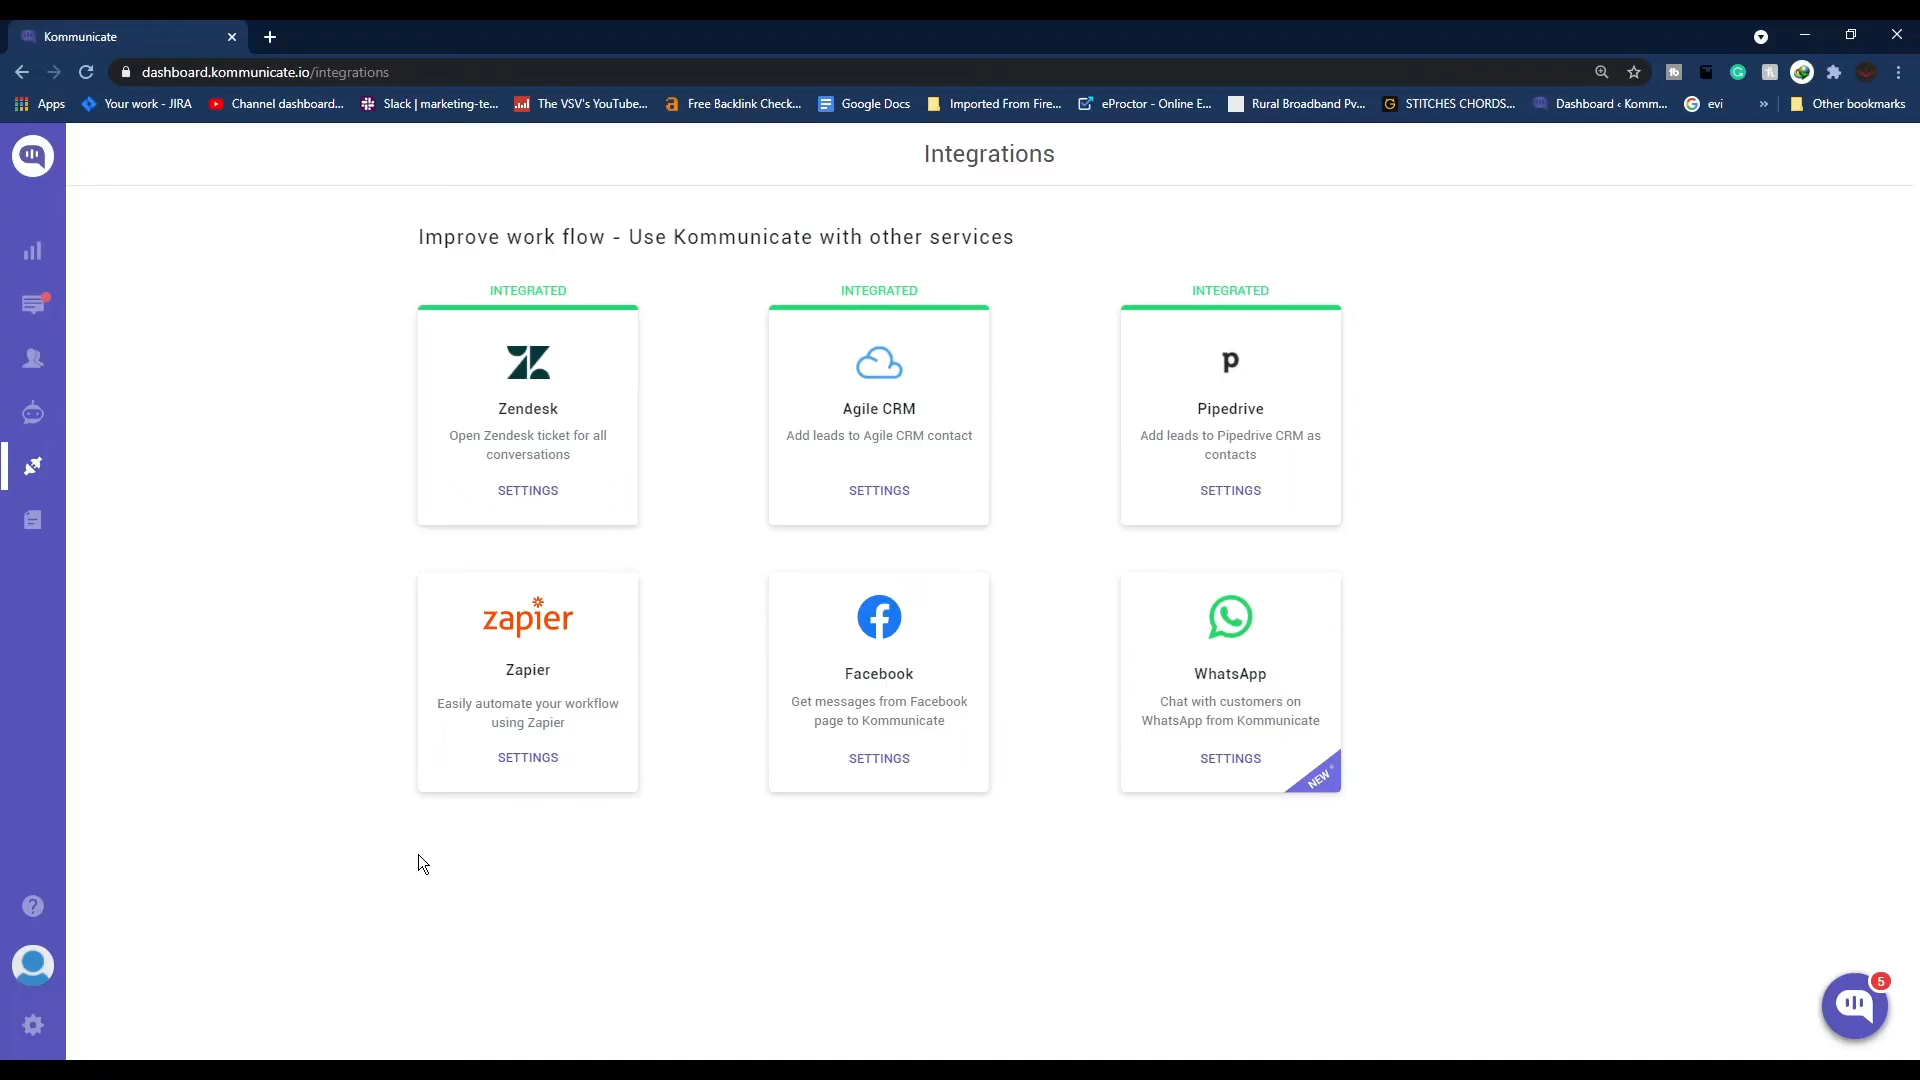 Kommunicate
dashboard.kommunicate.io/integrations
Apps
Your work - JIRA
Channel dashboard...
Slack | marketing-te...
The VSV's YouTube...
Free Backlink Check...
Google Docs
Imported From Fire...
eProctor - Online E...
Rural Broadband Pv...
STITCHES CHORDS...
Dashboard ‹ Komm...
evi
»
Other bookmarks
Integrations
Improve work flow - Use Kommunicate with other services
INTEGRATED
INTEGRATED
INTEGRATED
Zendesk
Open Zendesk ticket for all
conversations
SETTINGS
Agile CRM
Add leads to Agile CRM contact
SETTINGS
p
Pipedrive
Add leads to Pipedrive CRM as
contacts
SETTINGS
zapier
Zapier
Easily automate your workflow
using Zapier
SETTINGS
Facebook
Get messages from Facebook
page to Kommunicate
SETTINGS
WhatsApp
Chat with customers on
WhatsApp from Kommunicate
SETTINGS
NEW
5